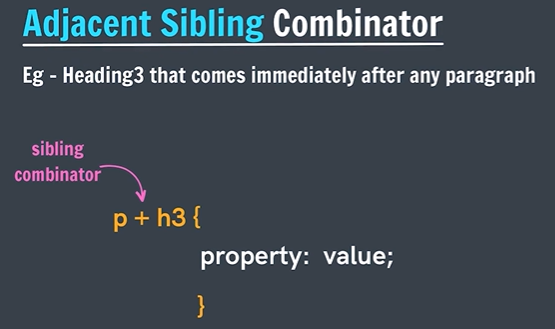 Adjacent Sibling Combinator
Eg - Heading3 that comes immediately after any paragraph
sibling
combinator
p + h3 {
property: value;
}